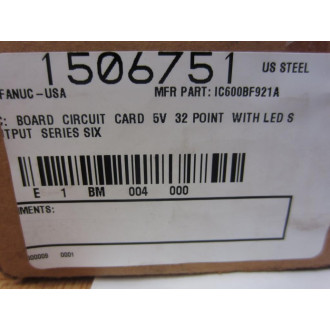 1506751 US STEEL
FANUC-USA MFR PART: IC600BF921A
C: BOARD CIRCUIT CARD 5V 32 POINT WITH LED S
TPUT SERIES SIX
E 1 BM 004 000
MENTS:
0001